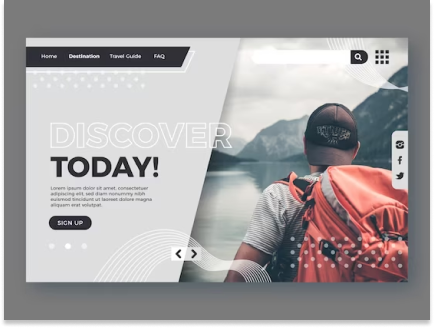 Home Destination Travel Guide FAQ
DISCOVER
TODAY!
Lorem ipsum dolor sit amet, consectetuer
adipiscing elit, sed diam nonummy nibh
euismod tincidunt ut laoreet dolore magna
aliquam erat volutpat.
SIGN UP